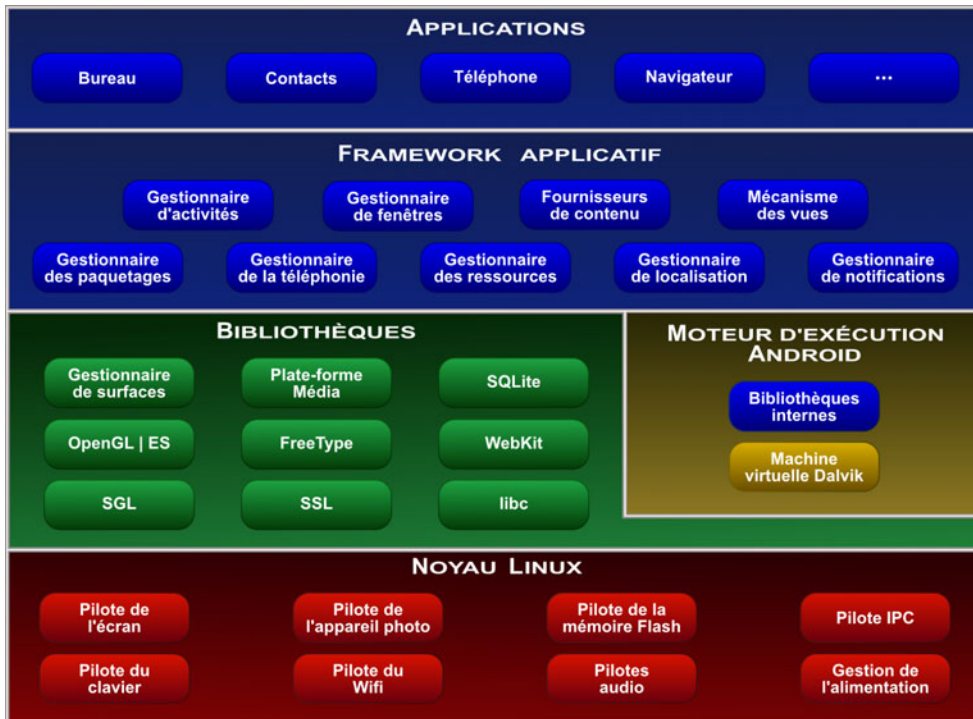 APPLICATIONS
Bureau
Contacts
Téléphone
Navigateur
...
FRAMEWORK APPLICATIF
Gestionnaire
d'activités
Gestionnaire
de fenêtres
Fournisseurs
de contenu
Mécanisme
des vues
Gestionnaire
des paquetages
Gestionnaire
de la téléphonie
Gestionnaire
des ressources
Gestionnaire
de localisation
Gestionnaire
de notifications
BIBLIOTHÈQUES
Gestionnaire
de surfaces
Plate-forme
Média
SQLite
OpenGL | ES
FreeType
WebKit
SGL
SSL
libc
MOTEUR D'EXÉCUTION
ANDROID
Bibliothèques
internes
Machine
virtuelle Dalvik
NOYAU LINUX
Pilote de
l'écran
Pilote de
l'appareil photo
Pilote de la
mémoire Flash
Pilote IPC
Pilote du
clavier
Pilote du
Wifi
Pilotes
audio
Gestion de
l'alimentation